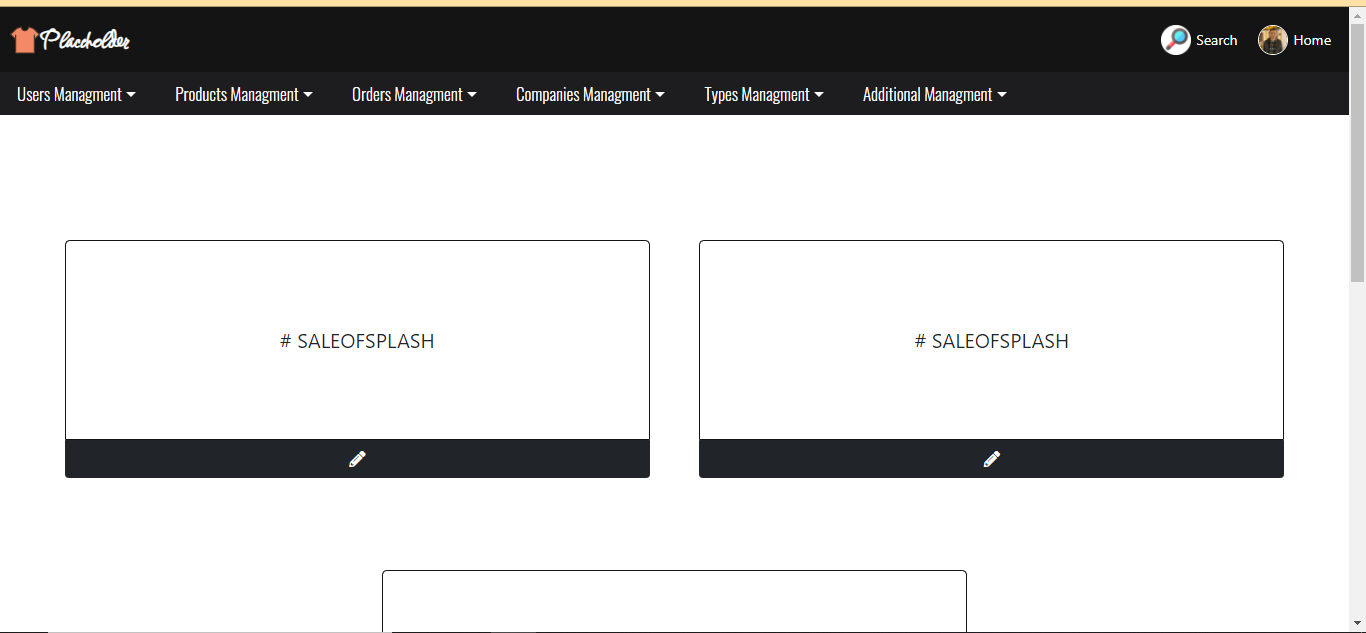 Placeholder
Search
Home
Users Managment
Products Managment
Orders Managment
Companies Managment
Types Managment
Additional Managment
# SALEOFSPLASH
# SALEOFSPLASH